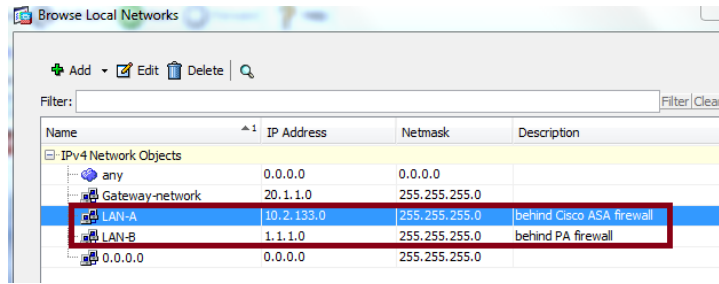 Browse Local Networks
Add Edit Delete
Filter: Filter Clear
Name 1 IP Address Netmask Description
IPv4 Network Objects
any 0.0.0.0 0.0.0.0
Gateway-network 20.1.1.0 255.255.255.0
LAN-A 10.2.133.0 255.255.255.0 behind Cisco ASA firewall
LAN-B 1.1.1.0 255.255.255.0 behind PA firewall
0.0.0.0 0.0.0.0 255.255.255.0